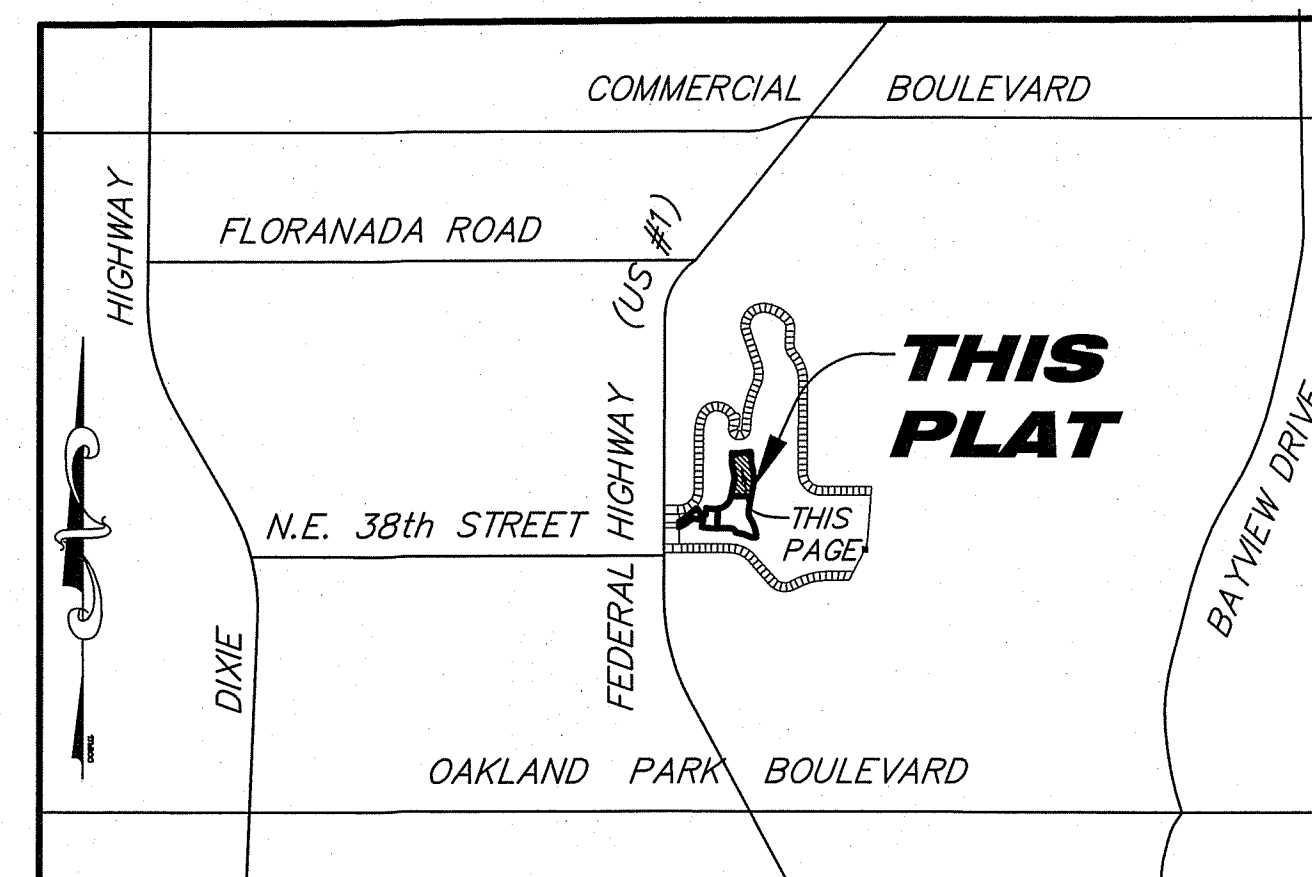 COMMERCIAL BOULEVARD
HIGHWAY
FLORANADA ROAD
(US #1)
THIS
PLAT
FEDERAL HIGHWAY
N.E. 38th STREET
THIS
PAGE
BAYVIEW DRIVE
DIXIE
OAKLAND PARK BOULEVARD